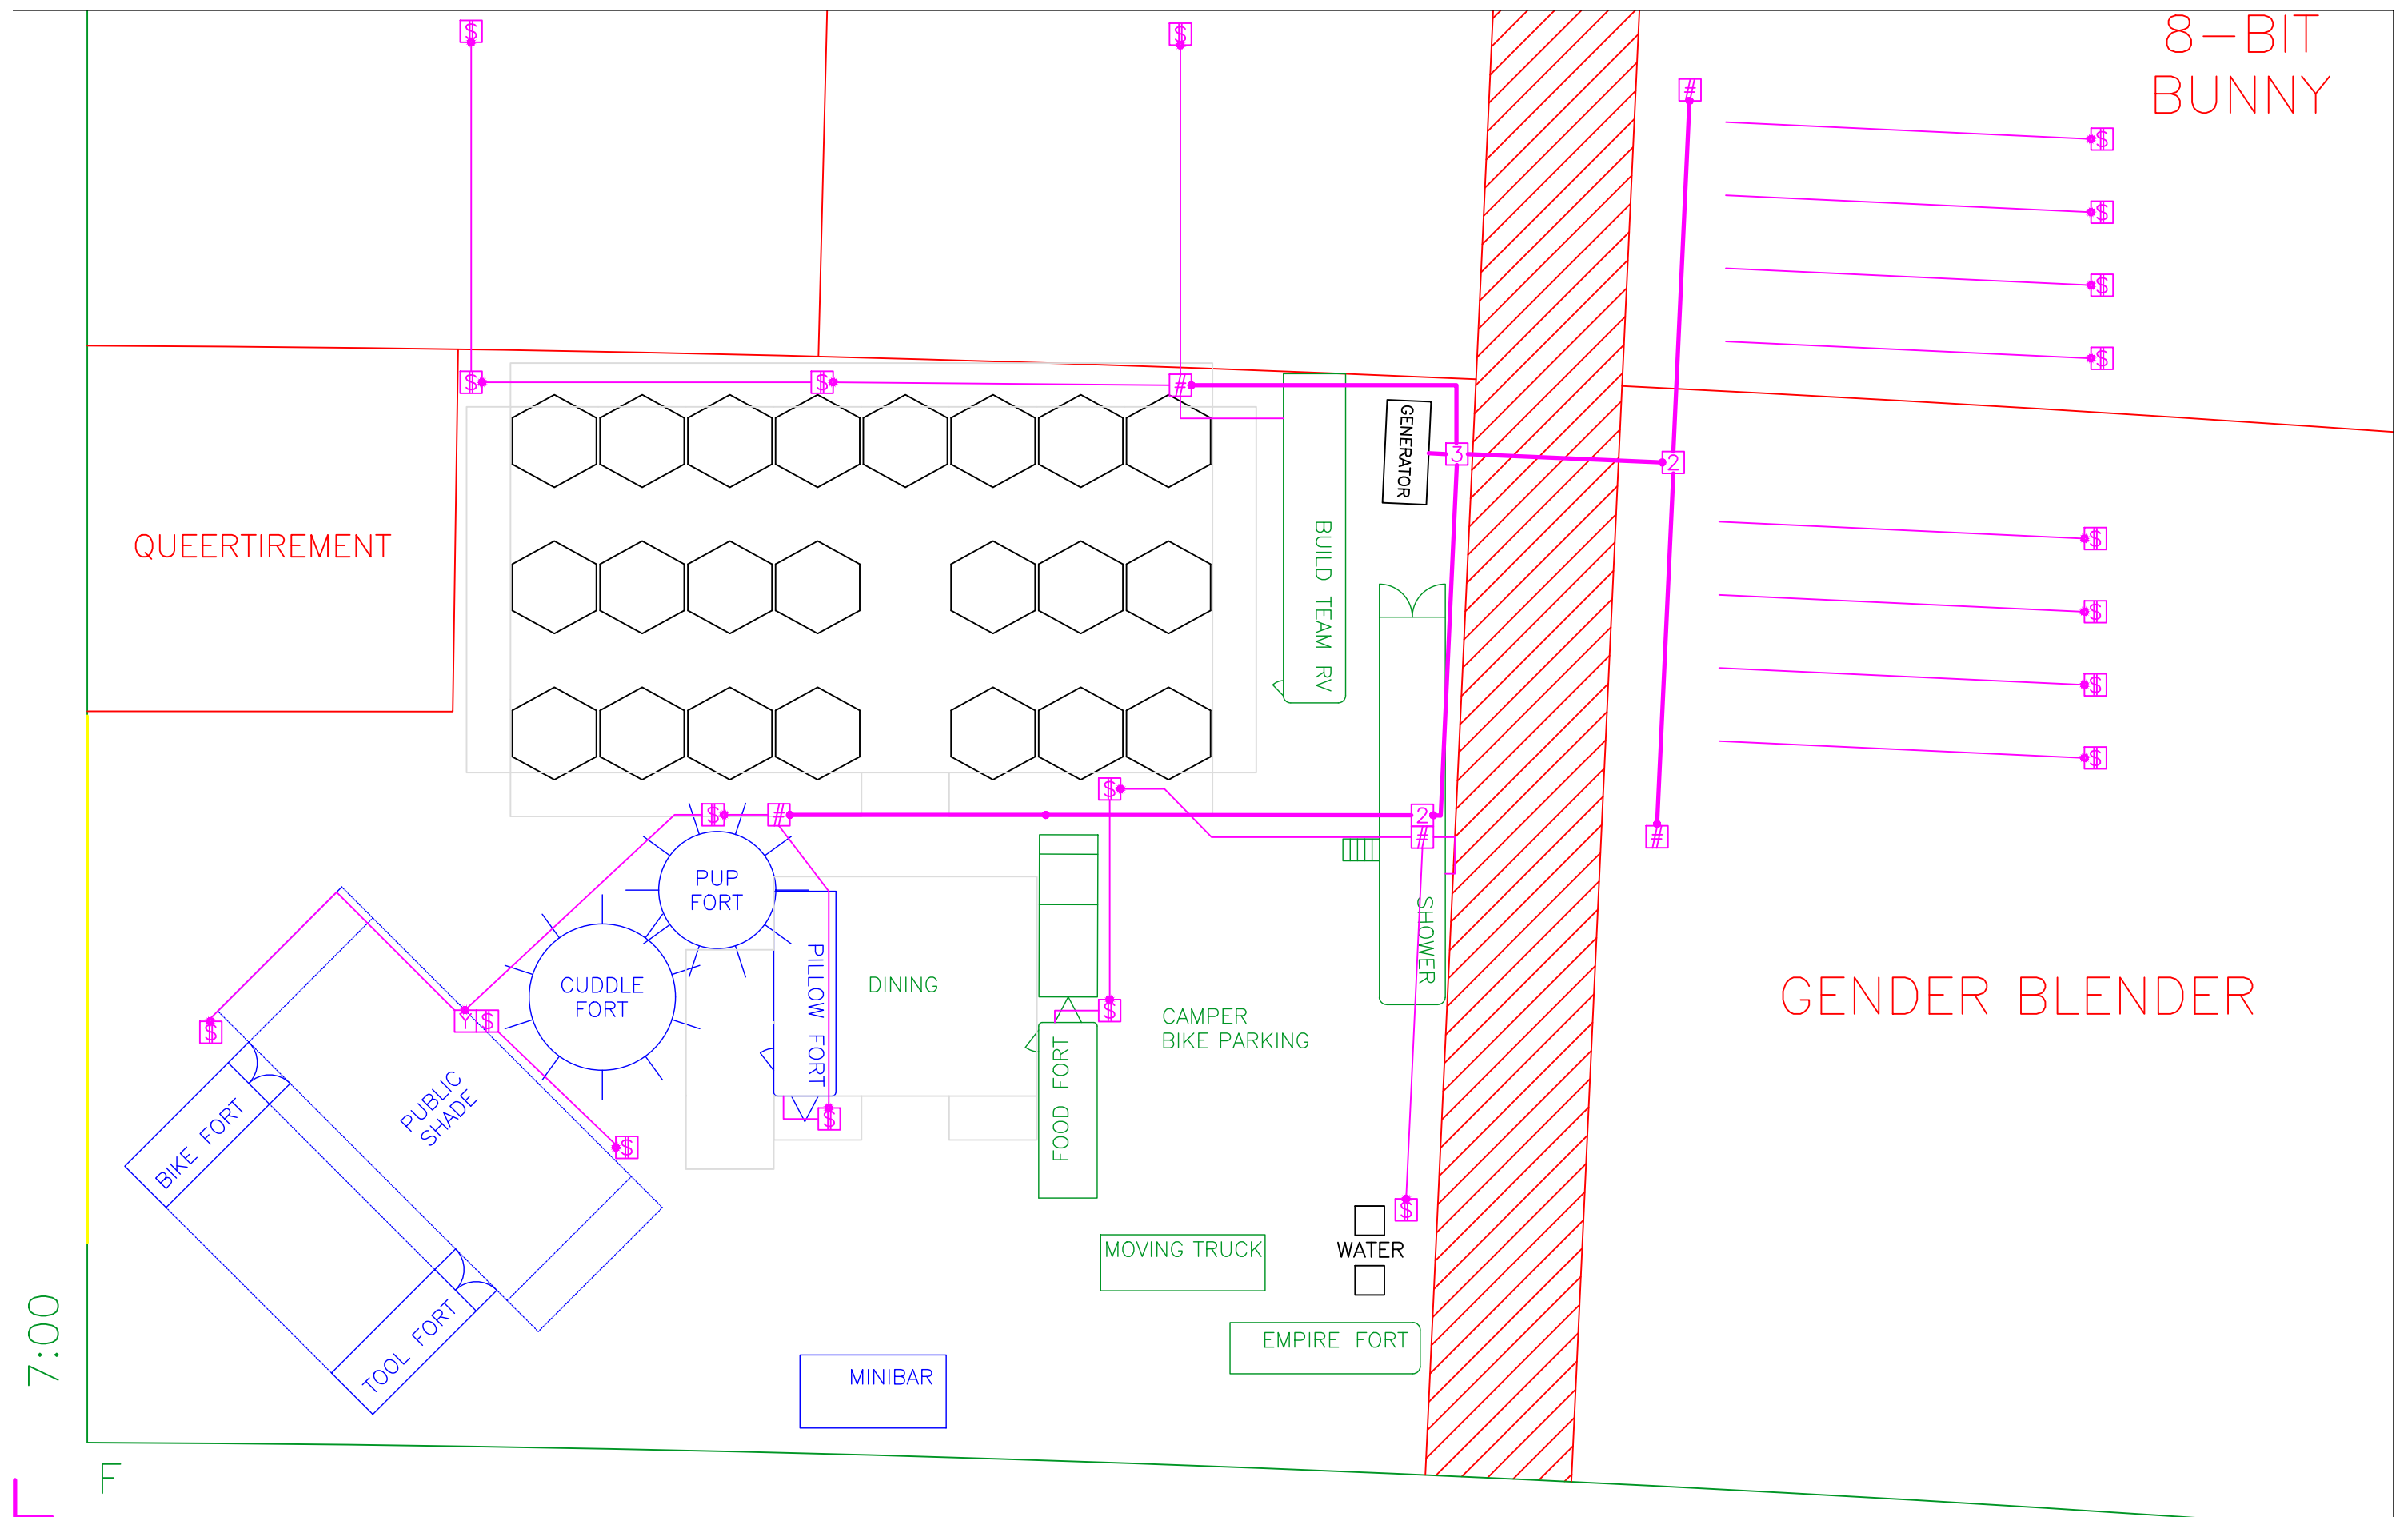 $
$
8-BIT
BUNNY
#
$
$
$
$
$
$
#
GENERATOR
3
2
QUEERTIREMENT
BUILD TEAM RV
$
$
$
$
$
$
#
2
#
#
PUP
FORT
SHOWER
PILLOW FORT
CUDDLE
FORT
DINING
GENDER BLENDER
$
Y
$
$
CAMPER
BIKE PARKING
FOOD FORT
PUBLIC
SHADE
BIKE FORT
$
$
$
WATER
MOVING TRUCK
7:00
TOOL FORT
EMPIRE FORT
MINIBAR
F